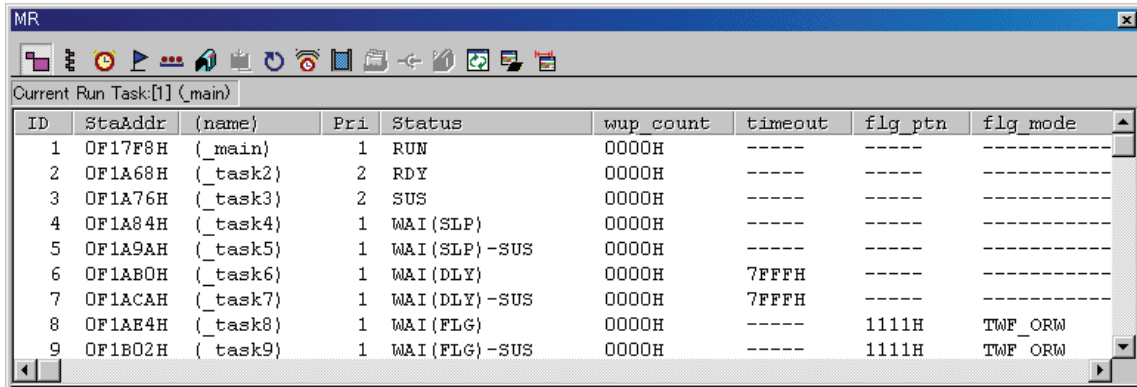 MR
Current Run Task:[1] (_main)
ID StaAddr (name) Pri Status wup_count timeout flg_ptn flg_mode
1 0F17F8H (_main) 1 RUN 0000H ----- ----- -----------
2 0F1A68H (_task2) 2 RDY 0000H ----- ----- -----------
3 0F1A76H (_task3) 2 SUS 0000H ----- ----- -----------
4 0F1A84H (_task4) 1 WAI(SLP) 0000H ----- ----- -----------
5 0F1A9AH (_task5) 1 WAI(SLP)-SUS 0000H ----- ----- -----------
6 0F1AB0H (_task6) 1 WAI(DLY) 0000H 7FFFH ----- -----------
7 0F1ACAH (_task7) 1 WAI(DLY)-SUS 0000H 7FFFH ----- -----------
8 0F1AE4H (_task8) 1 WAI(FLG) 0000H ----- 1111H TWF_ORW
9 0F1B02H (_task9) 1 WAI(FLG)-SUS 0000H ----- 1111H TWF_ORW